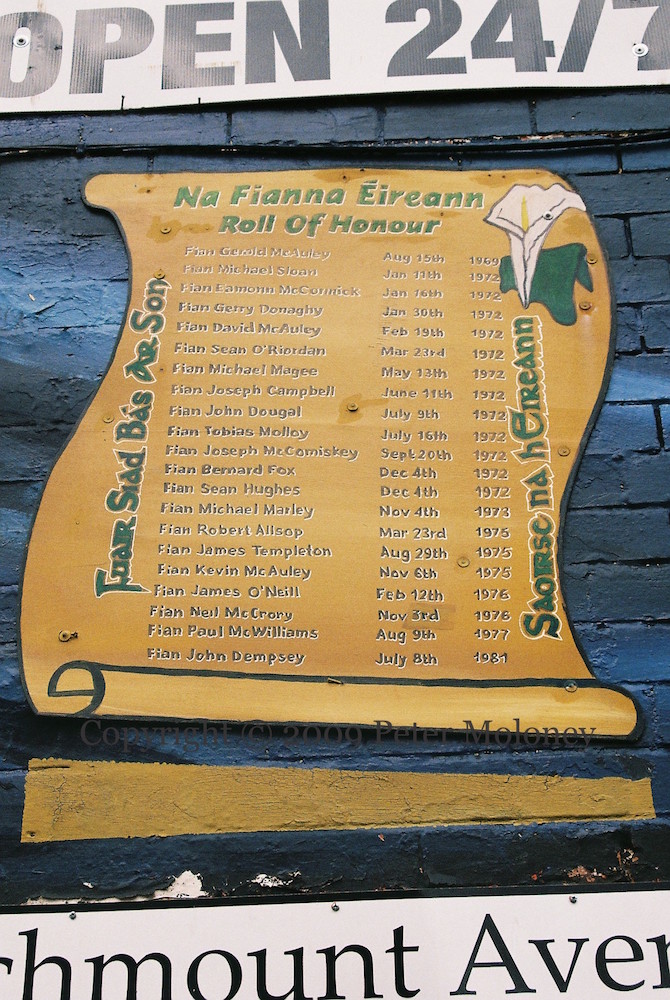 OPEN 24/7
Na Fianna Éireann
Roll Of Honour
Fian Gerald McAuley Aug 15th 1969
Fian Michael Sloan Jan 11th 1972
Fian Eamonn McCormick Jan 16th 1972
Fian Gerry Donaghy Jan 30th 1972
Fian David McAuley Feb 19th 1972
Fian Sean O'Riordan Mar 23rd 1972
Fian Michael Magee May 13th 1972
Fian Joseph Campbell June 11th 1972
Fian John Dougal July 9th 1972
Fian Tobias Molloy July 16th 1972
Fian Joseph McComiskey Sept 20th 1972
Fian Bernard Fox Dec 4th 1972
Fian Sean Hughes Dec 4th 1972
Fian Michael Marley Nov 4th 1973
Fian Robert Allsop Mar 23rd 1975
Fian James Templeton Aug 29th 1975
Fian Kevin McAuley Nov 6th 1975
Fian James O'Neill Feb 12th 1976
Fian Neil McCrory Nov 3rd 1976
Fian Paul McWilliams Aug 9th 1977
Fian John Dempsey July 8th 1981
Fuair Siad Bás Ar Son
Saoirse na hÉireann
Copyright © 2009 Peter Moloney
chmount Aven